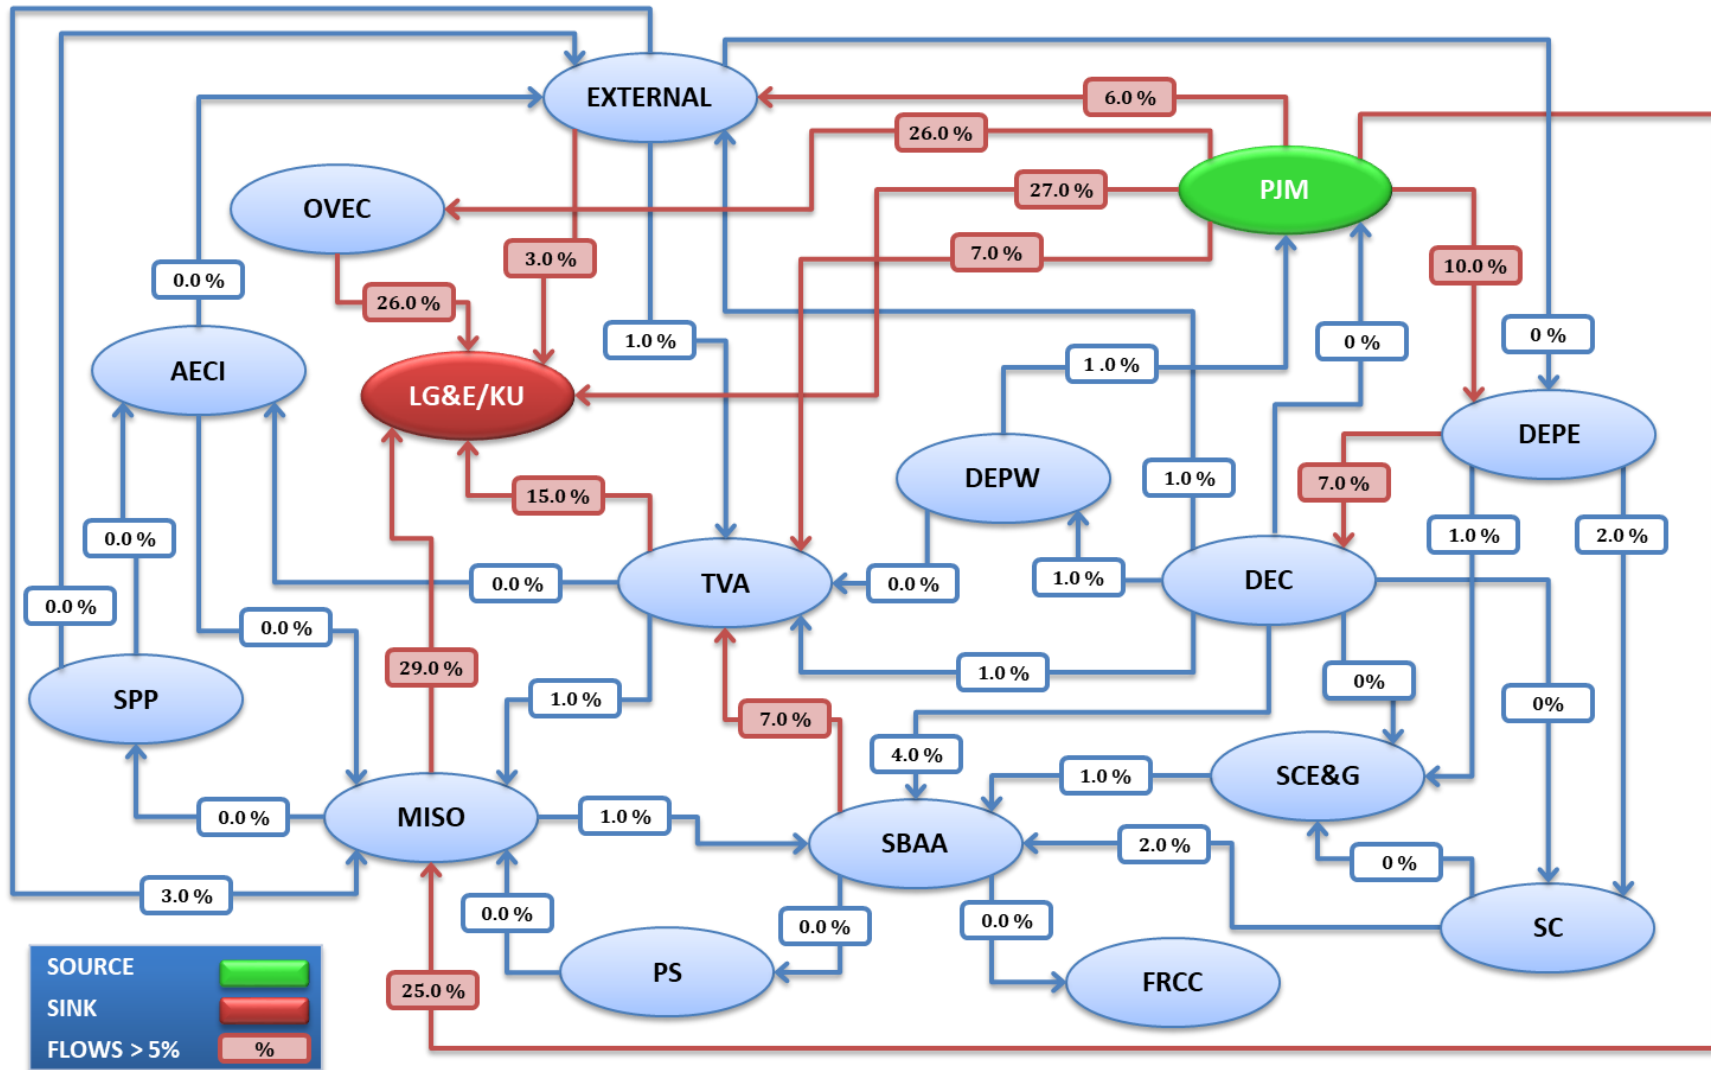 EXTERNAL
6.0 %
26.0 %
PJM
27.0 %
OVEC
7.0 %
3.0 %
10.0 %
0.0 %
26.0 %
1.0 %
0 %
0 %
1 .0 %
AECI
LG&E/KU
DEPE
DEPW
1.0 %
7.0 %
15.0 %
0.0 %
1.0 %
2.0 %
TVA
DEC
0.0 %
0.0 %
1.0 %
0.0 %
0.0 %
29.0 %
1.0 %
0%
SPP
1.0 %
7.0 %
0%
4.0 %
1.0 %
SCE&G
0.0 %
MISO
1.0 %
SBAA
2.0 %
0 %
3.0 %
0.0 %
0.0 %
0.0 %
SC
PS
FRCC
25.0 %
SOURCE
SINK
FLOWS > 5%
%